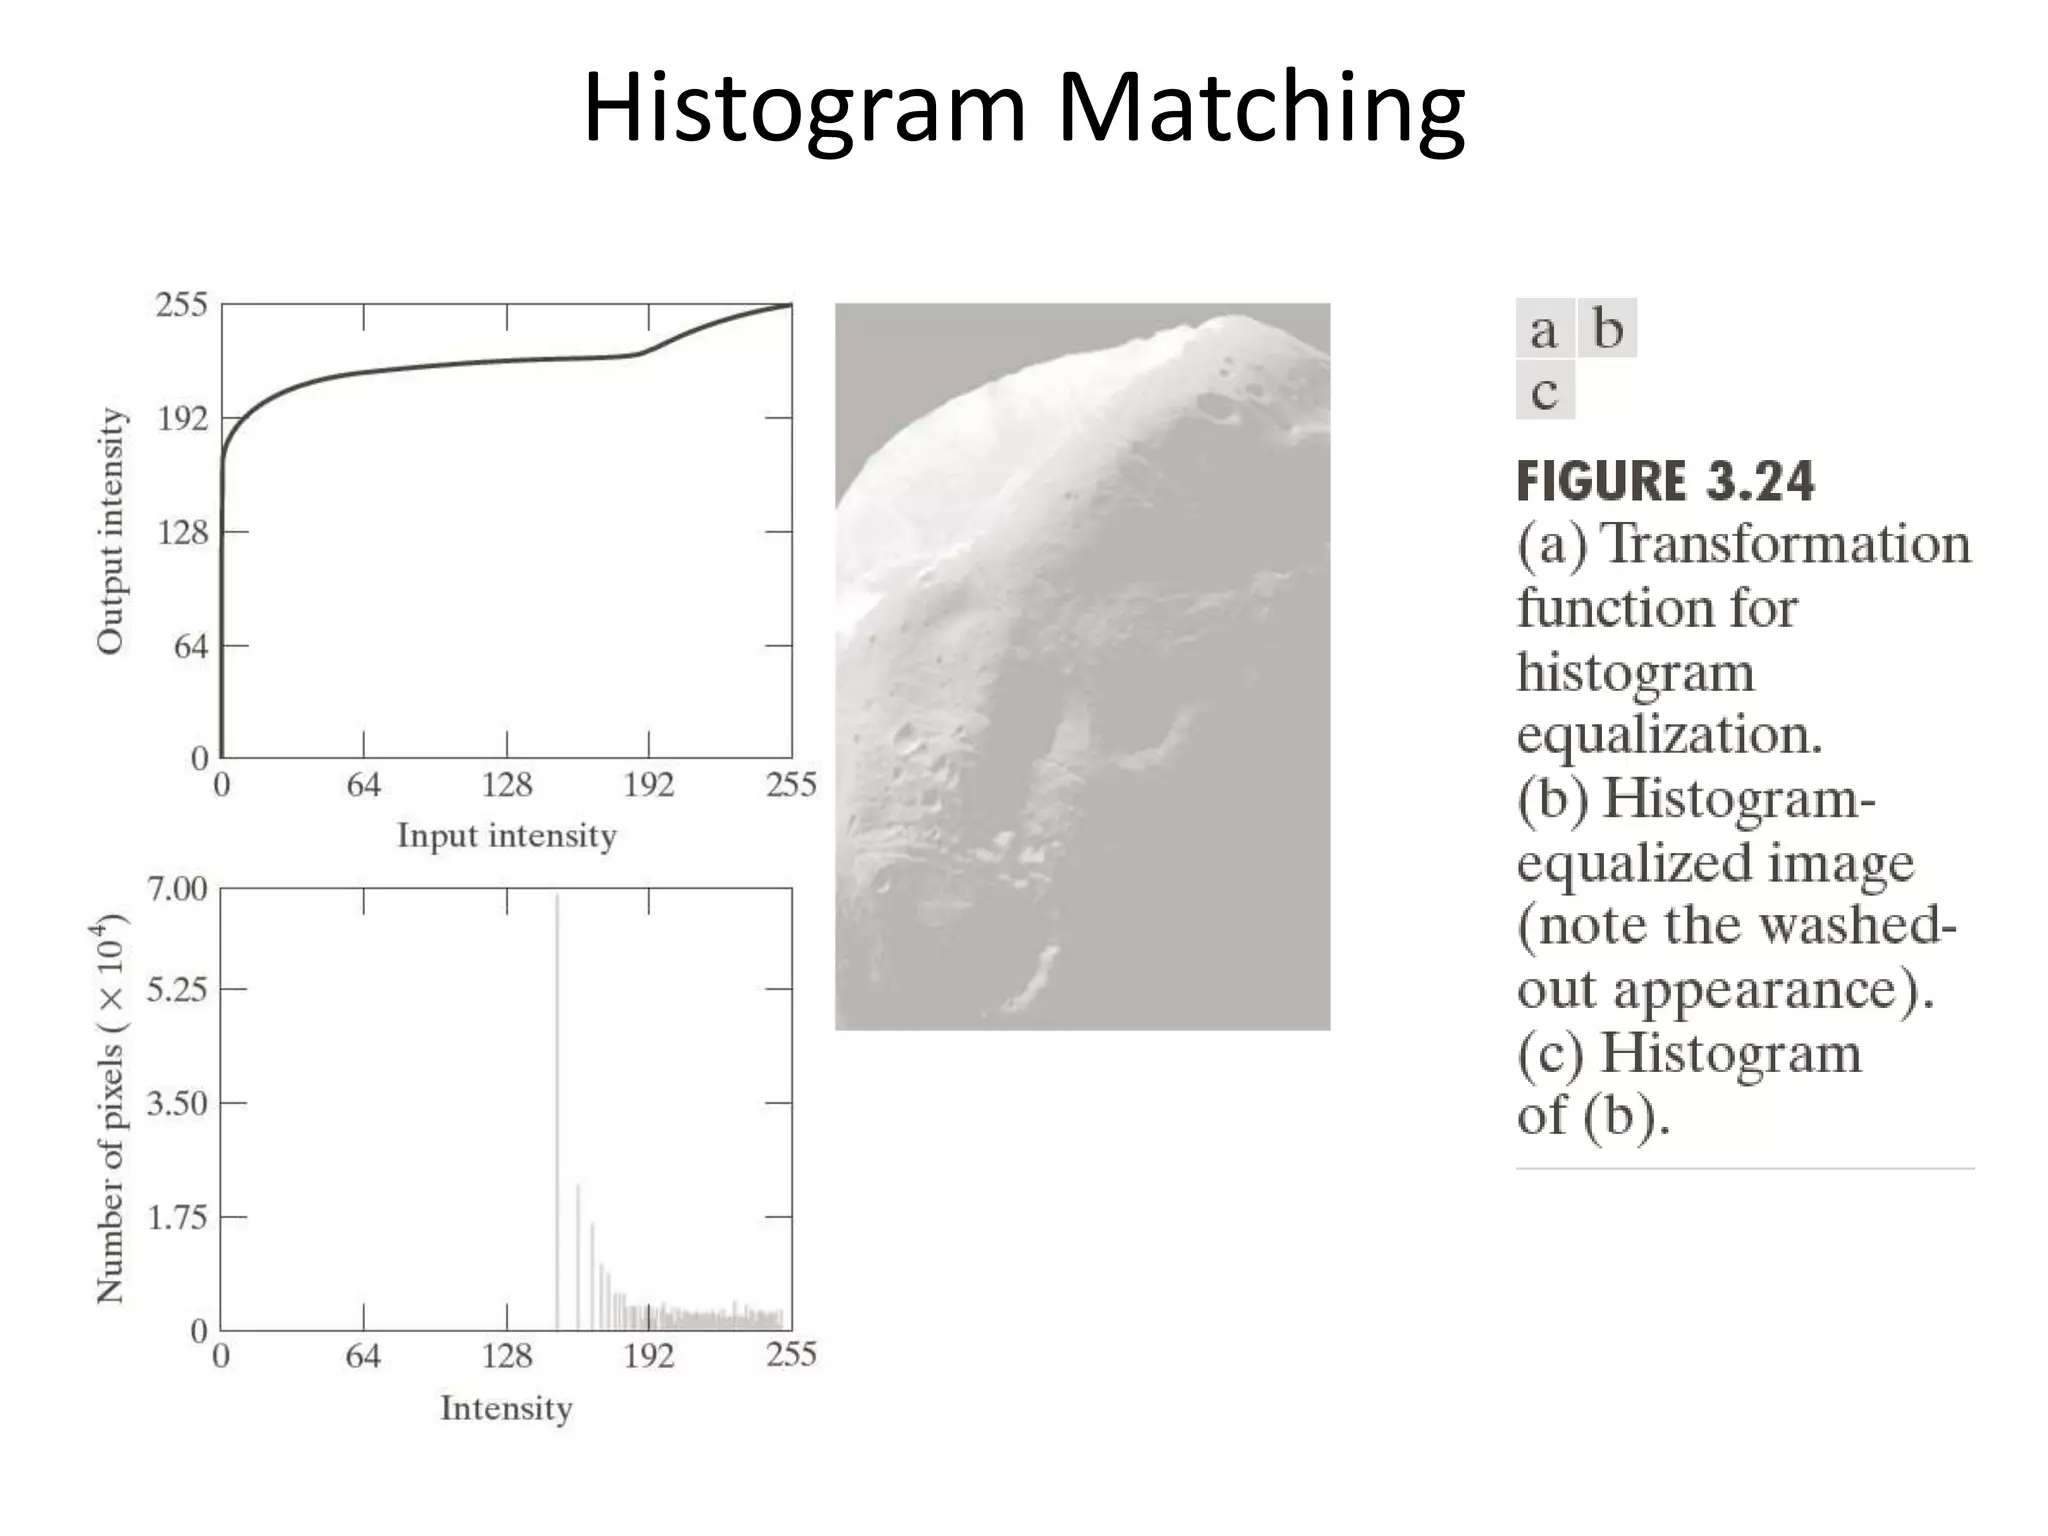 Histogram Matching
255
192
128
64
0
Output intensity
0 64 128 192 255
Input intensity
7.00
5.25
3.50
1.75
0
Number of pixels ( × 10⁴)
0 64 128 192 255
Intensity
a b
c
FIGURE 3.24
(a) Transformation
function for
histogram
equalization.
(b) Histogram-
equalized image
(note the washed-
out appearance).
(c) Histogram
of (b).